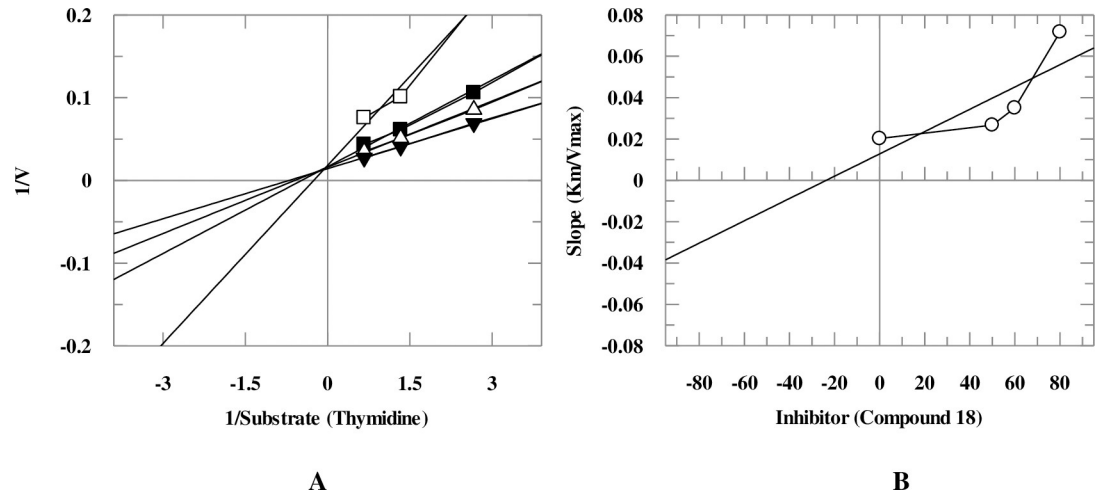 0.2
0.1
0
-0.1
-0.2
1/V
-3 -1.5 0 1.5 3
1/Substrate (Thymidine)
A
0.08
0.06
0.04
0.02
0
-0.02
-0.04
-0.06
-0.08
Slope (Km/Vmax)
-80 -60 -40 -20 0 20 40 60 80
Inhibitor (Compound 18)
B